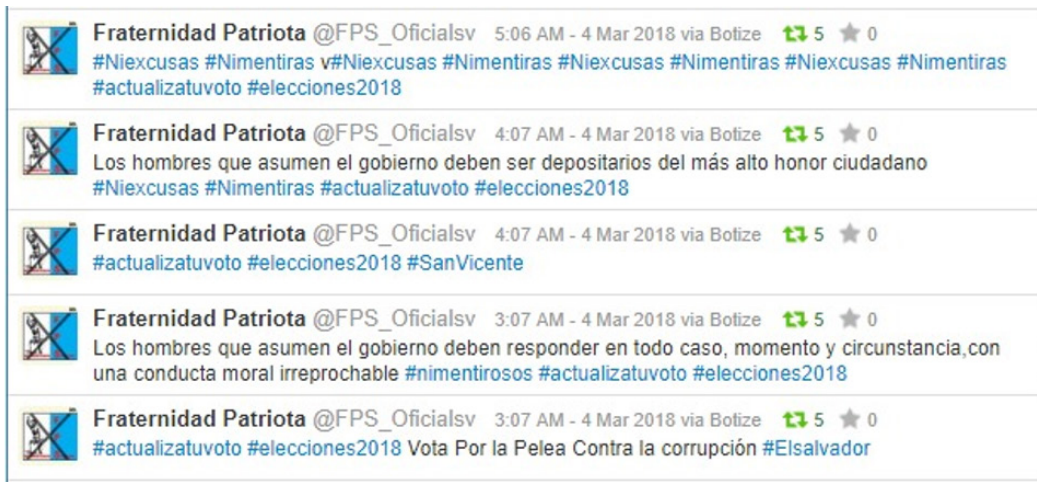 Fraternidad Patriota @FPS_Oficialsv 5:06 AM - 4 Mar 2018 via Botize 5 0
#Niexcusas #Nimentiras v#Niexcusas #Nimentiras #Niexcusas #Nimentiras #Niexcusas #Nimentiras
#actualizatuvoto #elecciones2018
Fraternidad Patriota @FPS_Oficialsv 4:07 AM - 4 Mar 2018 via Botize 5 0
Los hombres que asumen el gobierno deben ser depositarios del más alto honor ciudadano
#Niexcusas #Nimentiras #actualizatuvoto #elecciones2018
Fraternidad Patriota @FPS_Oficialsv 4:07 AM - 4 Mar 2018 via Botize 5 0
#actualizatuvoto #elecciones2018 #SanVicente
Fraternidad Patriota @FPS_Oficialsv 3:07 AM - 4 Mar 2018 via Botize 5 0
Los hombres que asumen el gobierno deben responder en todo caso, momento y circunstancia,con
una conducta moral irreprochable #nimentirosos #actualizatuvoto #elecciones2018
Fraternidad Patriota @FPS_Oficialsv 3:07 AM - 4 Mar 2018 via Botize 5 0
#actualizatuvoto #elecciones2018 Vota Por la Pelea Contra la corrupción #Elsalvador